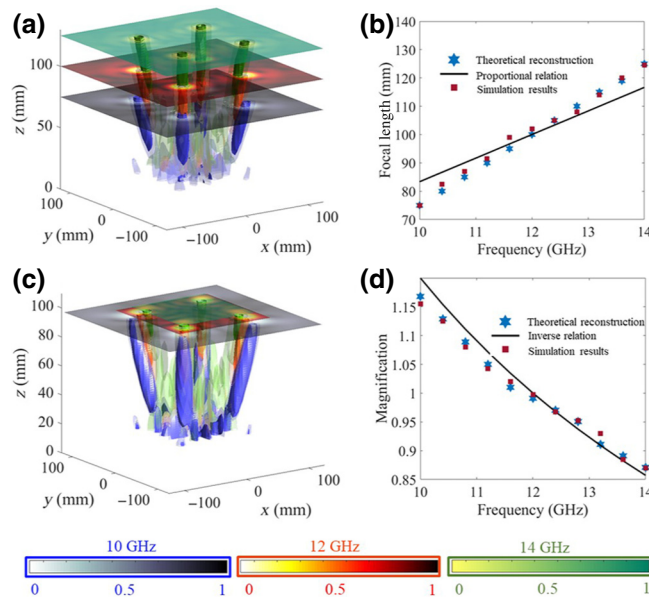 (a)
100
50
0
z (mm)
100
0
−100
y (mm)
−100
0
100
x (mm)
(b)
140
130
120
110
100
90
80
70
Focal length (mm)
Theoretical reconstruction
Proportional relation
Simulation results
10 11 12 13 14
Frequency (GHz)
(c)
100
80
60
40
20
0
z (mm)
100
0
−100
y (mm)
−100
0
100
x (mm)
(d)
1.15
1.1
1.05
1
0.95
0.9
0.85
Magnification
Theoretical reconstruction
Inverse relation
Simulation results
10 11 12 13 14
Frequency (GHz)
10 GHz 12 GHz 14 GHz
0 0.5 1 0 0.5 1 0 0.5 1